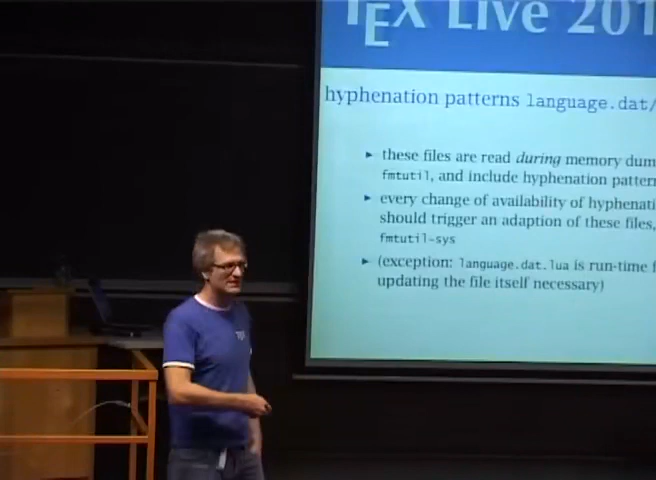 TEX Live 201
hyphenation patterns language.dat/
▸ these files are read during memory dum
fmtutil, and include hyphenation pattern
▸ every change of availability of hyphenati
should trigger an adaption of these files,
fmtutil-sys
▸ (exception: language.dat.lua is run-time f
updating the file itself necessary)